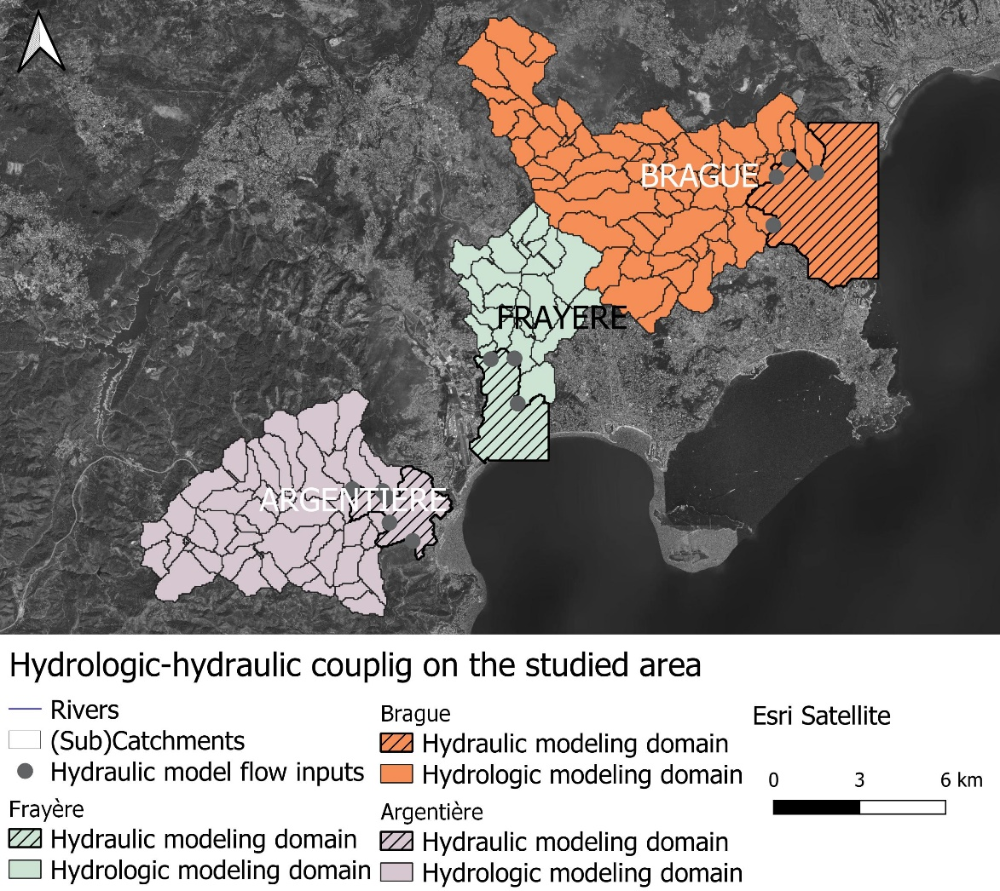 BRAGUE
FRAYERE
ARGENTIERE
Hydrologic-hydraulic couplig on the studied area
Rivers
(Sub)Catchments
Hydraulic model flow inputs
Frayère
Hydraulic modeling domain
Hydrologic modeling domain
Brague
Hydraulic modeling domain
Hydrologic modeling domain
Argentière
Hydraulic modeling domain
Hydrologic modeling domain
Esri Satellite
0 3 6 km